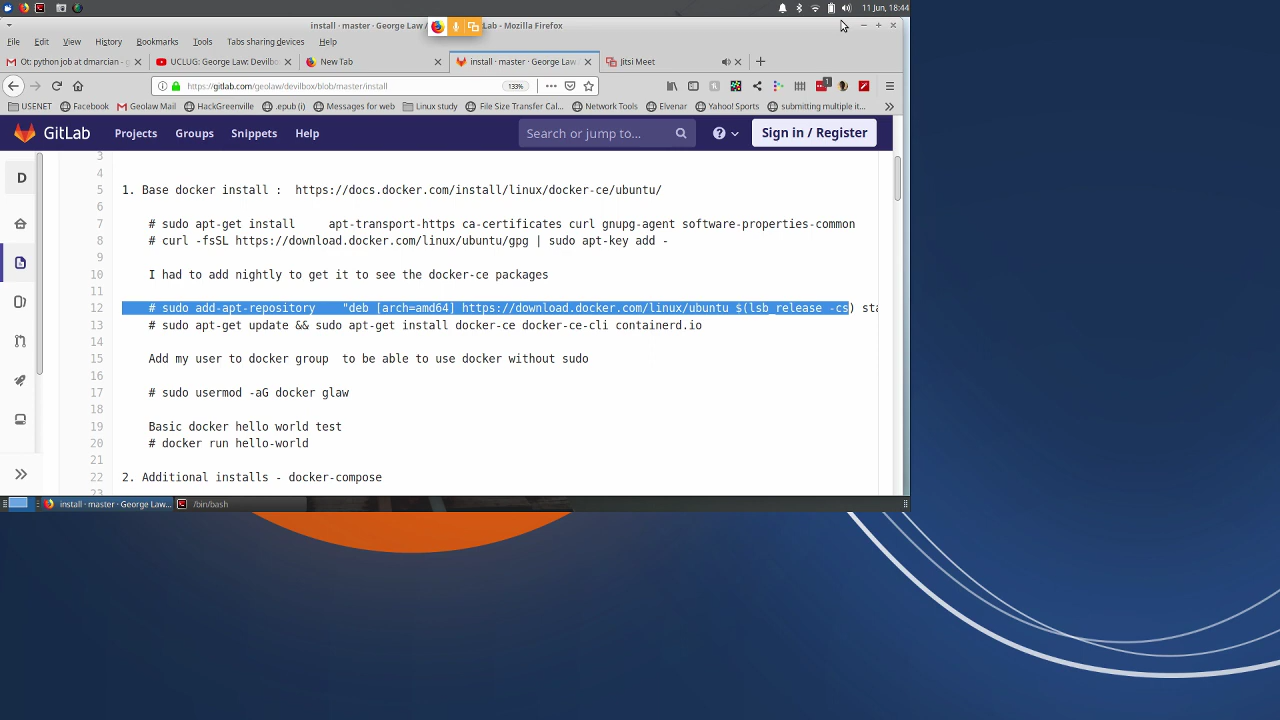 11 Jun, 18:44
install · master · George Law / Lab - Mozilla Firefox
File Edit View History Bookmarks Tools Tabs sharing devices Help
Ot: python job at dmarcian - g
UCLUG: George Law: Devilbo
New Tab
install · master · George Law
Jitsi Meet
https://gitlab.com/geolaw/devilbox/blob/master/install
133%
1
USENET Facebook Geolaw Mail HackGreenville .epub (i) Messages for web Linux study File Size Transfer Cal... Network Tools Elvenar Yahoo! Sports submitting multiple it...
GitLab Projects Groups Snippets Help Search or jump to... Sign in / Register
D
3
4
5 1. Base docker install : https://docs.docker.com/install/linux/docker-ce/ubuntu/
6
7 # sudo apt-get install apt-transport-https ca-certificates curl gnupg-agent software-properties-common
8 # curl -fsSL https://download.docker.com/linux/ubuntu/gpg | sudo apt-key add -
9
10 I had to add nightly to get it to see the docker-ce packages
11
12 # sudo add-apt-repository "deb [arch=amd64] https://download.docker.com/linux/ubuntu $(lsb_release -cs) sta
13 # sudo apt-get update && sudo apt-get install docker-ce docker-ce-cli containerd.io
14
15 Add my user to docker group to be able to use docker without sudo
16
17 # sudo usermod -aG docker glaw
18
19 Basic docker hello world test
20 # docker run hello-world
21
22 2. Additional installs - docker-compose
23
install · master · George Law... /bin/bash